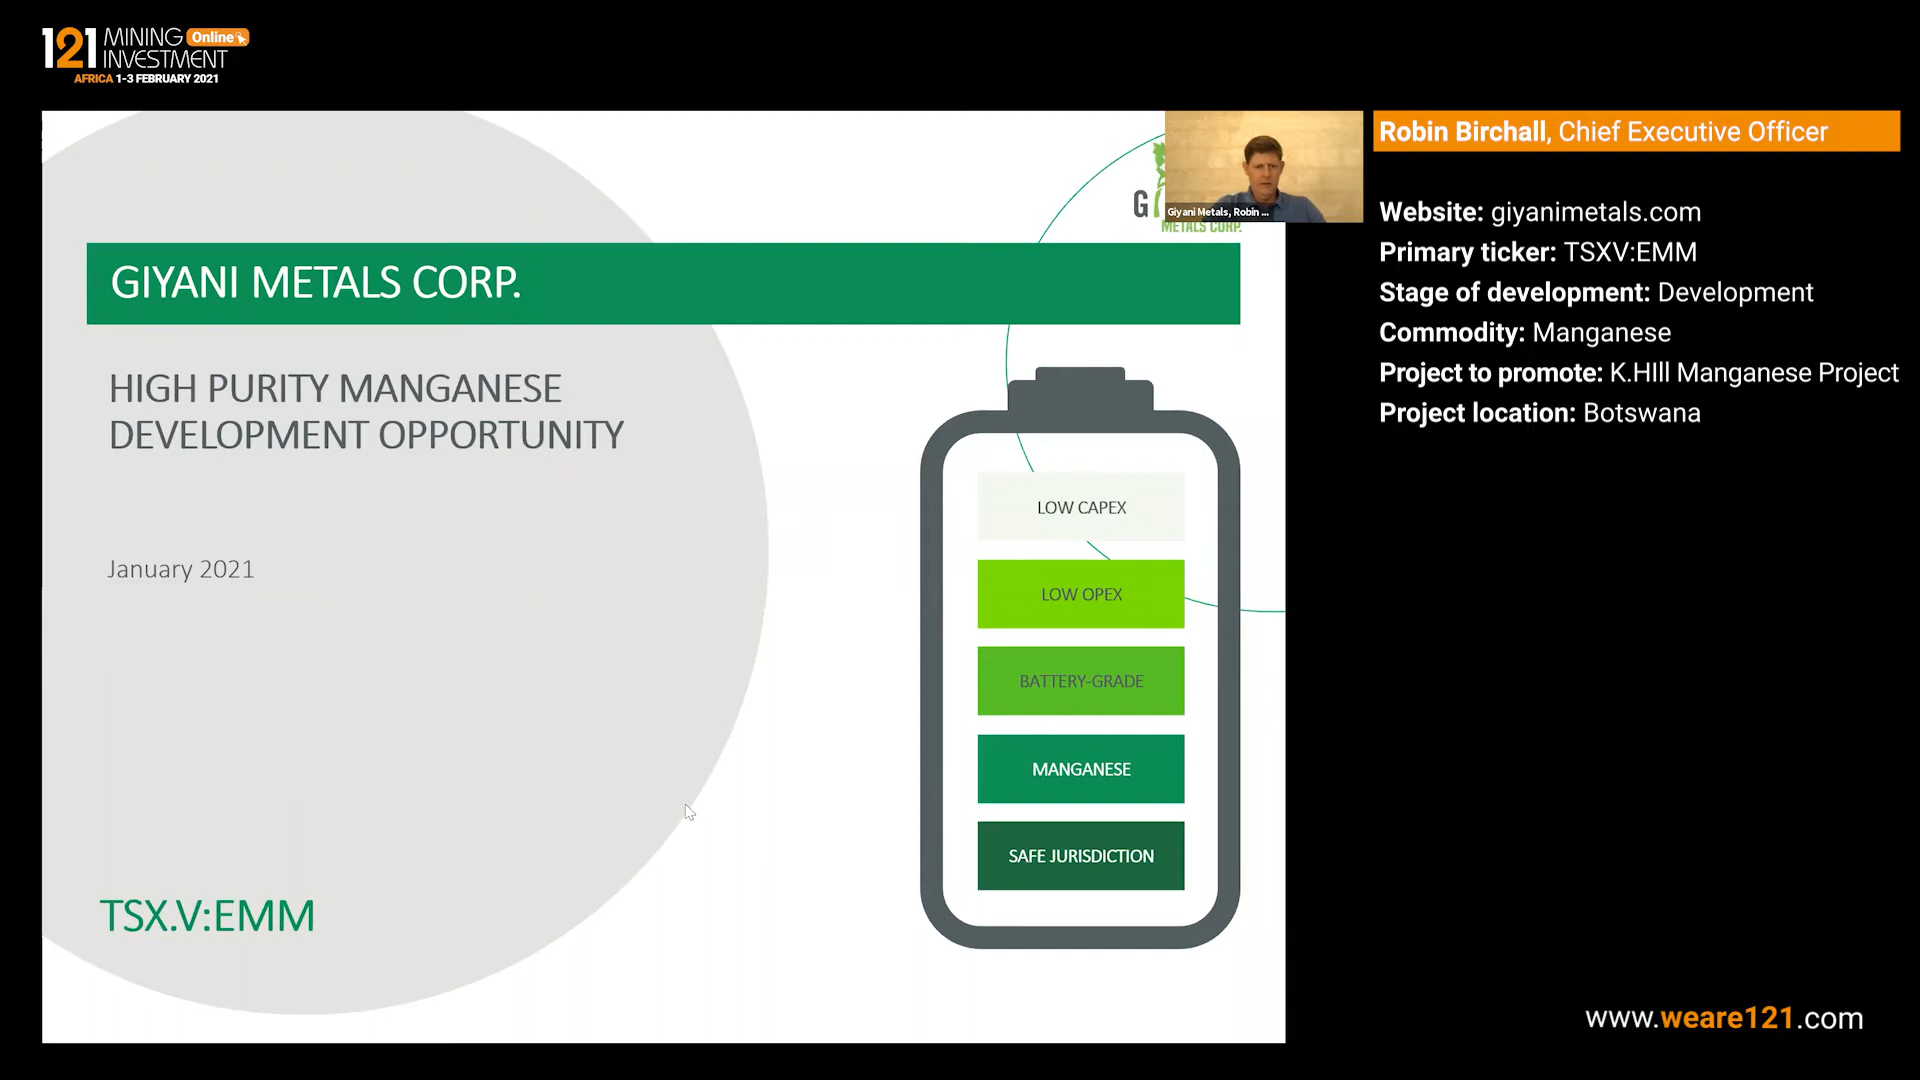 121 MINING Online
INVESTMENT
AFRICA 1-3 FEBRUARY 2021
G
METALS CORP.
Giyani Metals, Robin ...
Robin Birchall, Chief Executive Officer
Website: giyanimetals.com
Primary ticker: TSXV:EMM
Stage of development: Development
Commodity: Manganese
Project to promote: K.HIll Manganese Project
Project location: Botswana
GIYANI METALS CORP.
HIGH PURITY MANGANESE
DEVELOPMENT OPPORTUNITY
January 2021
TSX.V:EMM
LOW CAPEX
LOW OPEX
BATTERY-GRADE
MANGANESE
SAFE JURISDICTION
www.weare121.com